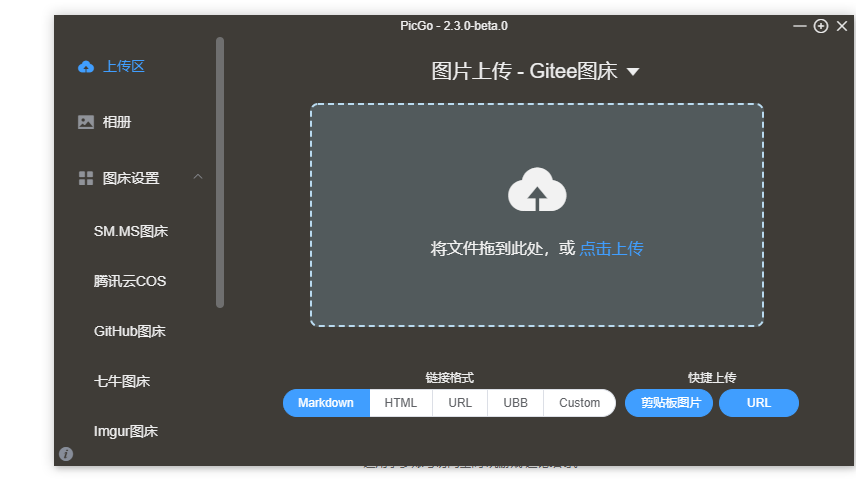 PicGo - 2.3.0-beta.0
上传区
相册
图床设置
SM.MS图床
腾讯云COS
GitHub图床
七牛图床
Imgur图床
图片上传 - Gitee图床
将文件拖到此处，或 点击上传
链接格式
快捷上传
Markdown HTML URL UBB Custom
剪贴板图片 URL